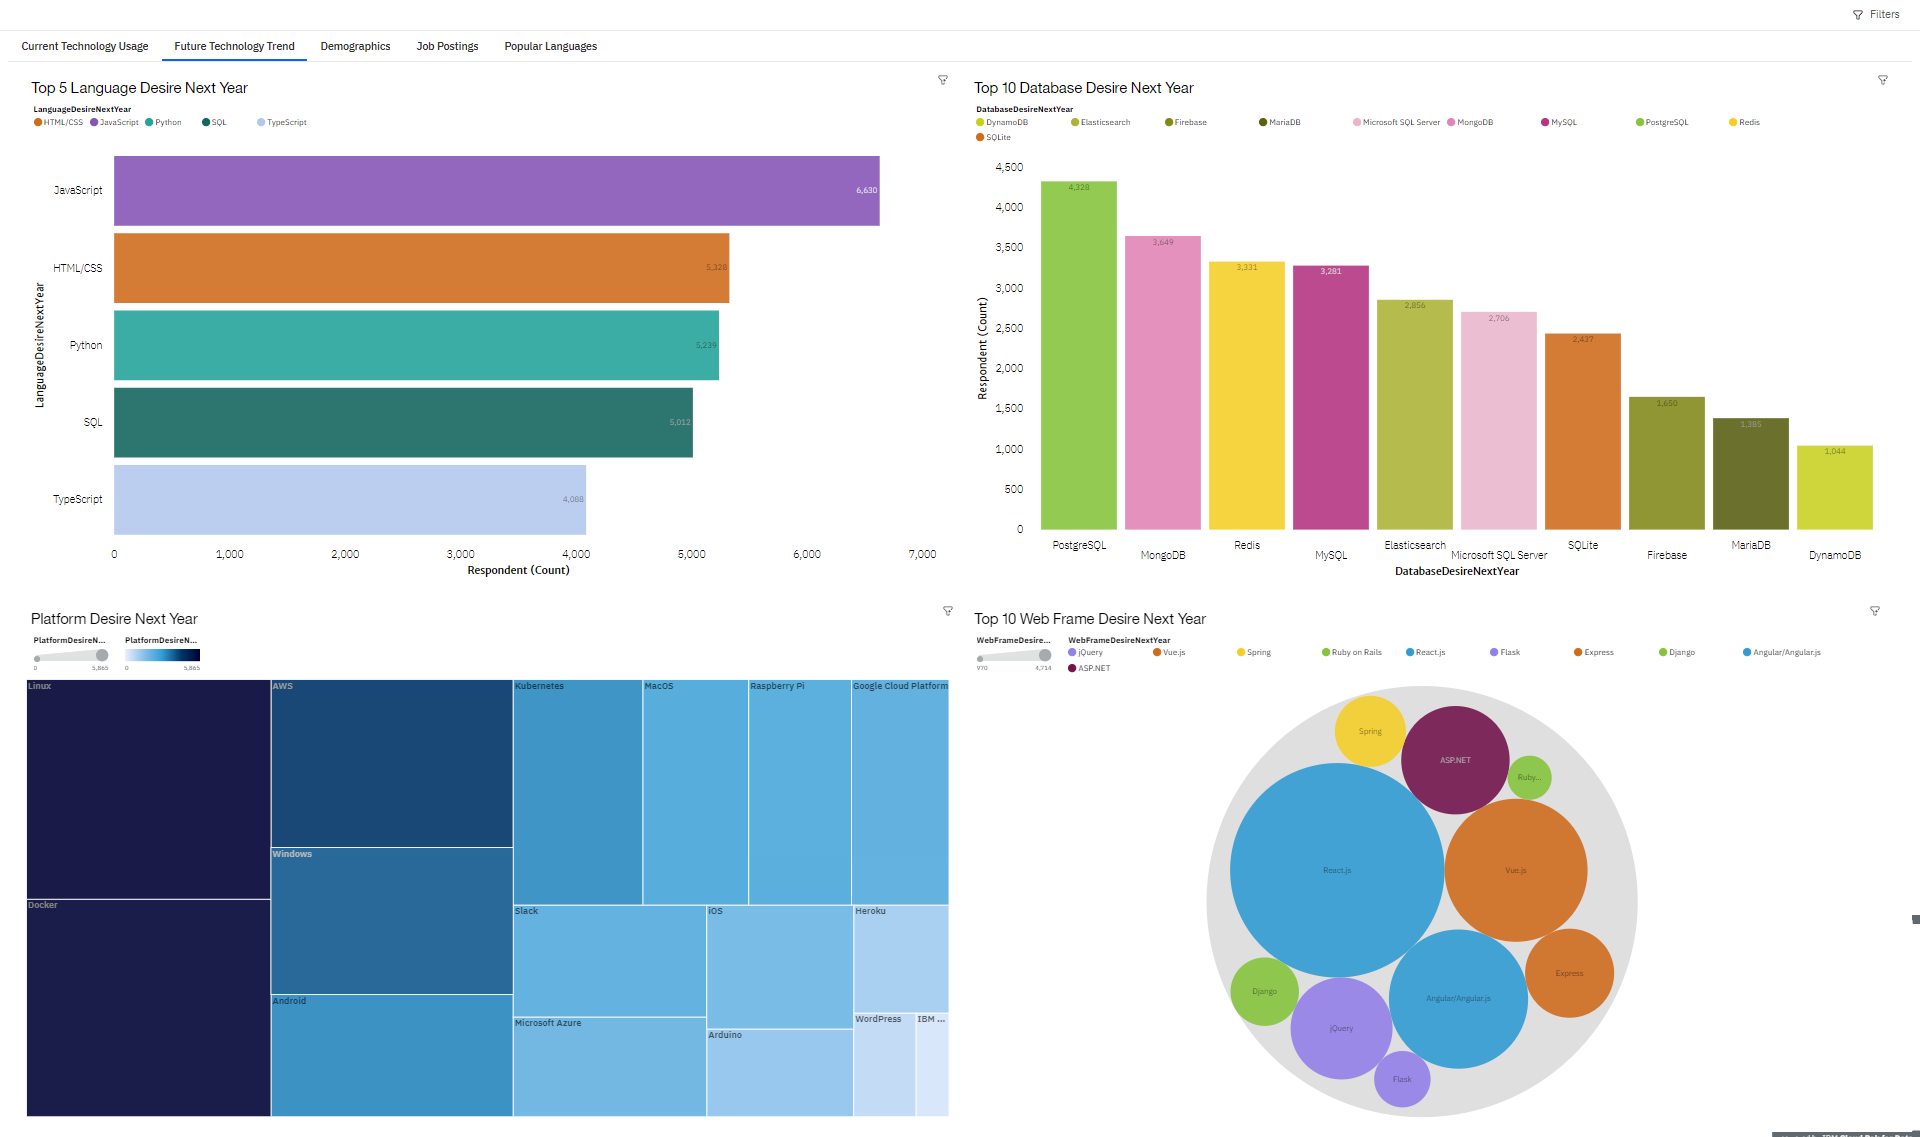 Filters
Current Technology Usage
Future Technology Trend
Demographics
Job Postings
Popular Languages
Top 5 Language Desire Next Year
LanguageDesireNextYear
HTML/CSS JavaScript Python SQL TypeScript
LanguageDesireNextYear
JavaScript 6,630
HTML/CSS 5,328
Python 5,239
SQL 5,012
TypeScript 4,088
0 1,000 2,000 3,000 4,000 5,000 6,000 7,000
Respondent (Count)
Top 10 Database Desire Next Year
DatabaseDesireNextYear
DynamoDB Elasticsearch Firebase MariaDB Microsoft SQL Server MongoDB MySQL PostgreSQL Redis
SQLite
Respondent (Count)
4,500
4,000
3,500
3,000
2,500
2,000
1,500
1,000
500
0
4,328 3,649 3,331 3,281 2,856 2,706 2,437 1,650 1,385 1,044
PostgreSQL MongoDB Redis MySQL Elasticsearch Microsoft SQL Server SQLite Firebase MariaDB DynamoDB
DatabaseDesireNextYear
Platform Desire Next Year
PlatformDesireN... PlatformDesireN...
0 5,865 0 5,865
Linux
Docker
AWS
Windows
Android
Kubernetes
MacOS
Raspberry Pi
Google Cloud Platform
Slack
Microsoft Azure
iOS
Arduino
Heroku
WordPress
IBM ...
Top 10 Web Frame Desire Next Year
WebFrameDesire... WebFrameDesireNextYear
970 4,714
jQuery Vue.js Spring Ruby on Rails React.js Flask Express Django Angular/Angular.js
ASP.NET
Spring
ASP.NET
Ruby...
React.js
Vue.js
Express
Django
Angular/Angular.js
jQuery
Flask